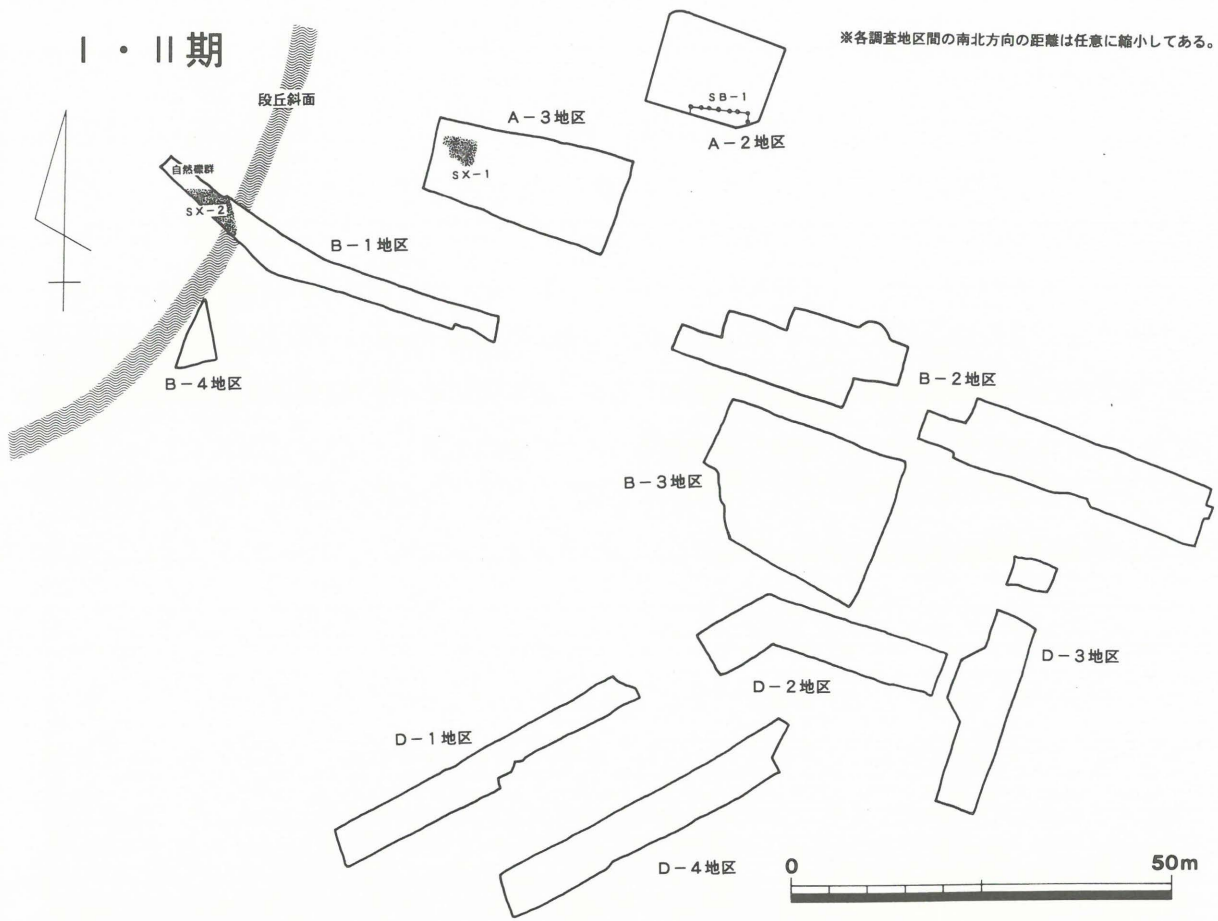 Ⅰ・Ⅱ期
※各調査地区間の南北方向の距離は任意に縮小してある。
段丘斜面
SB-1
A-3地区
A-2地区
自然礫群
SX-1
SX-2
B-1地区
B-4地区
B-2地区
B-3地区
D-3地区
D-2地区
D-1地区
D-4地区
0 50m